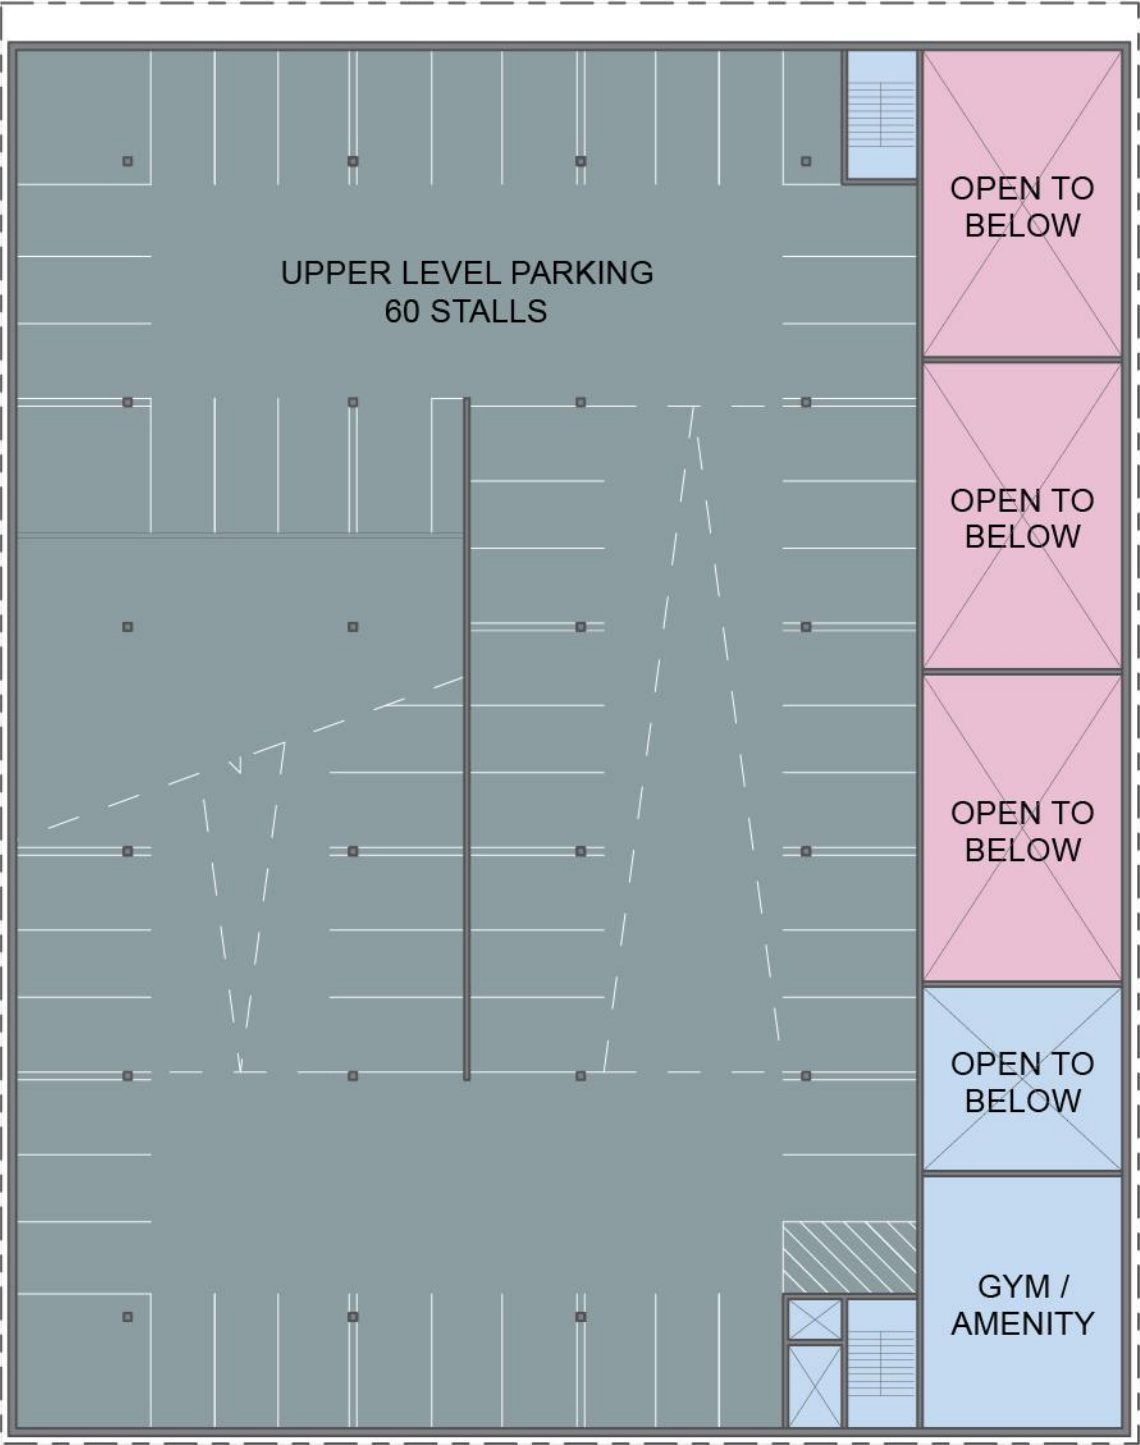 UPPER LEVEL PARKING
60 STALLS
OPEN TO
BELOW
OPEN TO
BELOW
OPEN TO
BELOW
OPEN TO
BELOW
GYM /
AMENITY